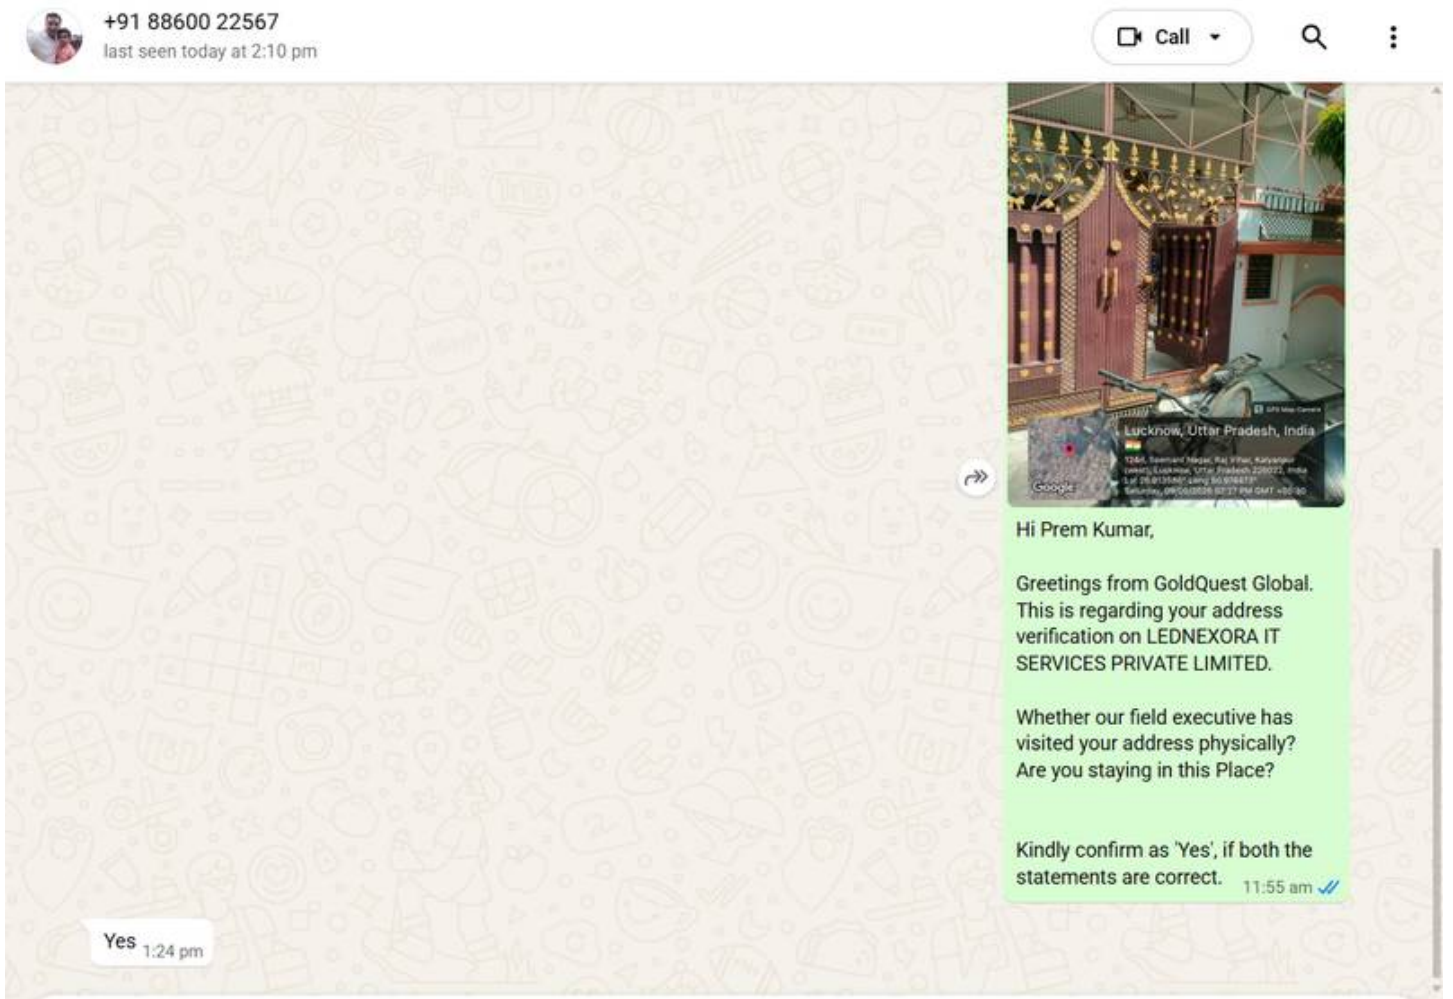 +91 88600 22567
last seen today at 2:10 pm
Call
GPS Map Camera
Lucknow, Uttar Pradesh, India
Google
Hi Prem Kumar,
Greetings from GoldQuest Global.
This is regarding your address
verification on LEDNEXORA IT
SERVICES PRIVATE LIMITED.
Whether our field executive has
visited your address physically?
Are you staying in this Place?
Kindly confirm as 'Yes', if both the
statements are correct.
11:55 am
Yes
1:24 pm